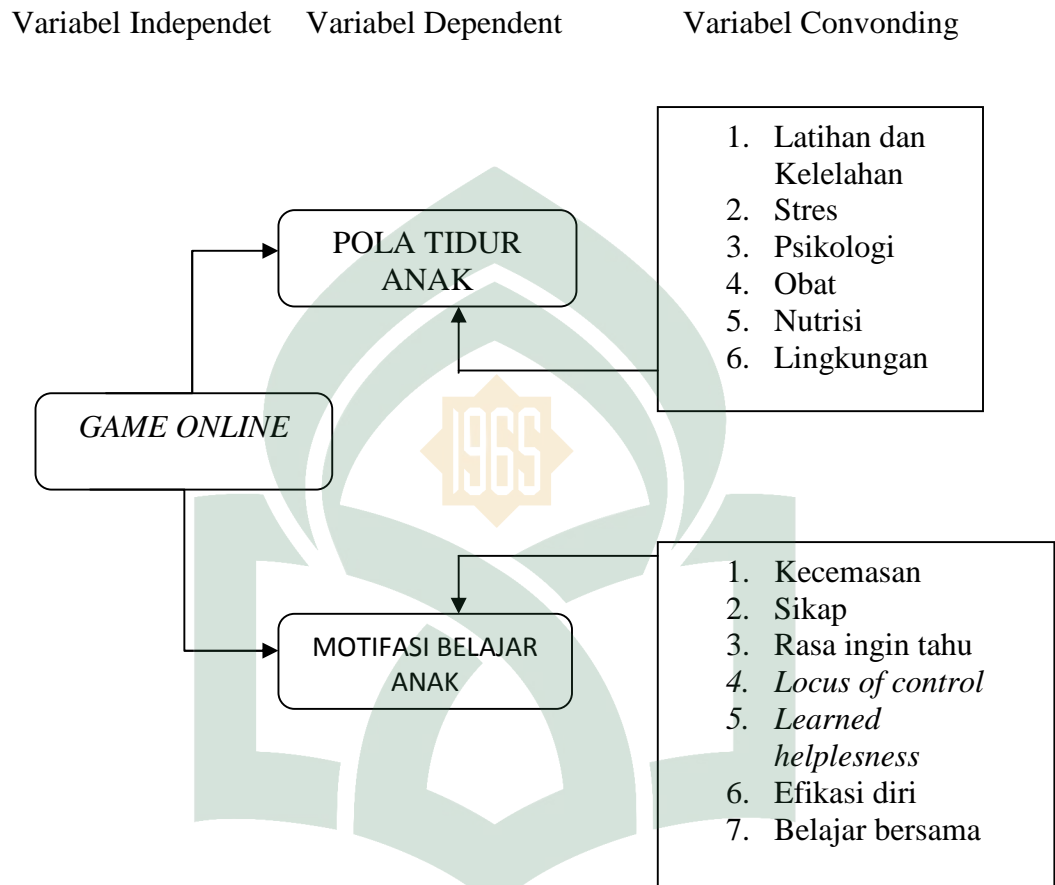 Variabel Independet Variabel Dependent Variabel Convonding
1. Latihan dan
Kelelahan
2. Stres
3. Psikologi
4. Obat
5. Nutrisi
6. Lingkungan
POLA TIDUR
ANAK
GAME ONLINE
1965
MOTIFASI BELAJAR
ANAK
1. Kecemasan
2. Sikap
3. Rasa ingin tahu
4. Locus of control
5. Learned
helplesness
6. Efikasi diri
7. Belajar bersama